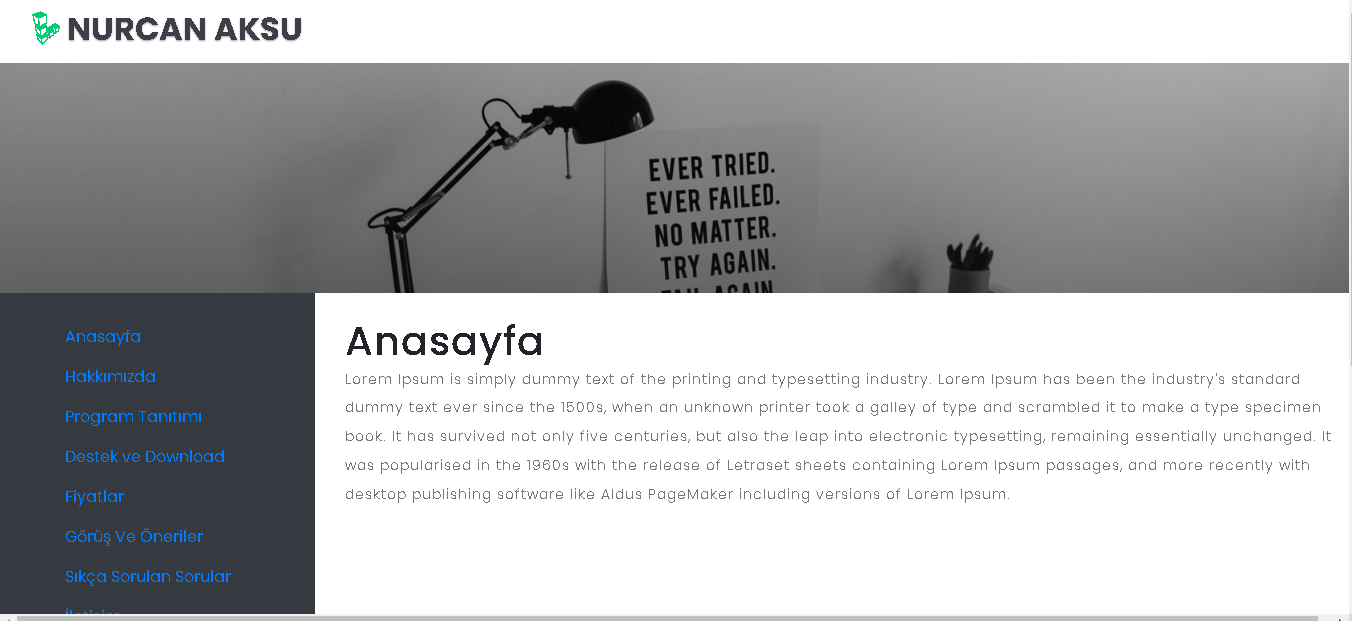 NURCAN AKSU
EVER TRIED.
EVER FAILED.
NO MATTER.
TRY AGAIN.
FAIL AGAIN
Anasayfa
Hakkımızda
Program Tanıtımı
Destek ve Download
Fiyatlar
Görüş Ve Öneriler
Sıkça Sorulan Sorular
İletişim
Anasayfa
Lorem Ipsum is simply dummy text of the printing and typesetting industry. Lorem Ipsum has been the industry's standard
dummy text ever since the 1500s, when an unknown printer took a galley of type and scrambled it to make a type specimen
book. It has survived not only five centuries, but also the leap into electronic typesetting, remaining essentially unchanged. It
was popularised in the 1960s with the release of Letraset sheets containing Lorem Ipsum passages, and more recently with
desktop publishing software like Aldus PageMaker including versions of Lorem Ipsum.